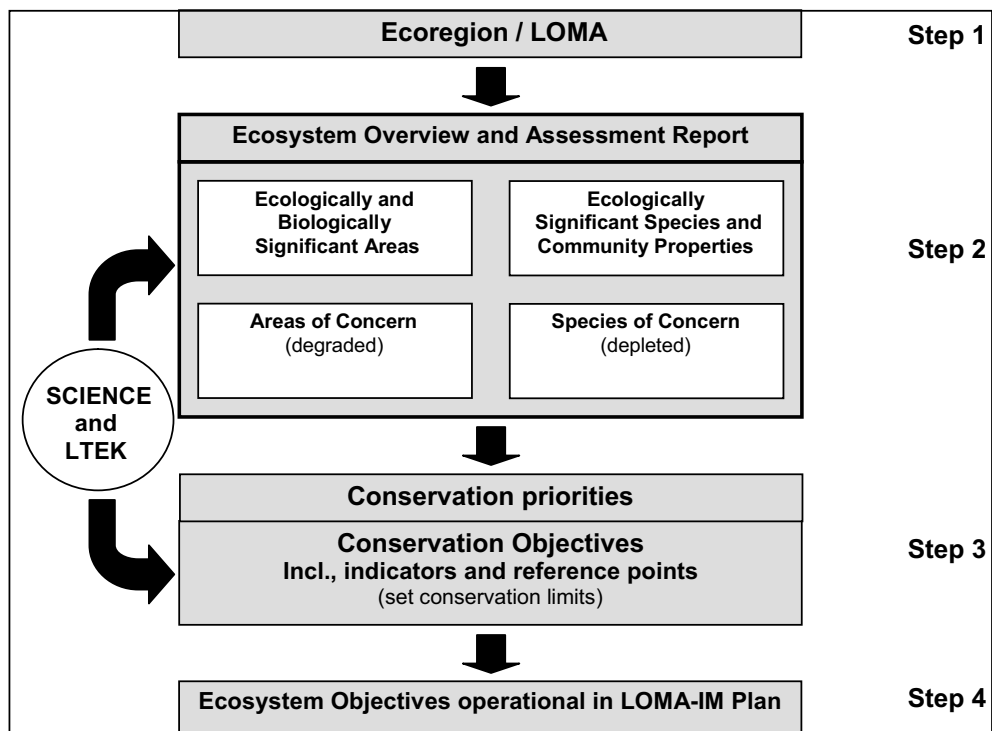 Ecoregion / LOMA
Step 1
Ecosystem Overview and Assessment Report
Ecologically and
Biologically
Significant Areas
Ecologically
Significant Species and
Community Properties
Step 2
Areas of Concern
(degraded)
Species of Concern
(depleted)
SCIENCE
and
LTEK
Conservation priorities
Conservation Objectives
Incl., indicators and reference points
(set conservation limits)
Step 3
Ecosystem Objectives operational in LOMA-IM Plan
Step 4